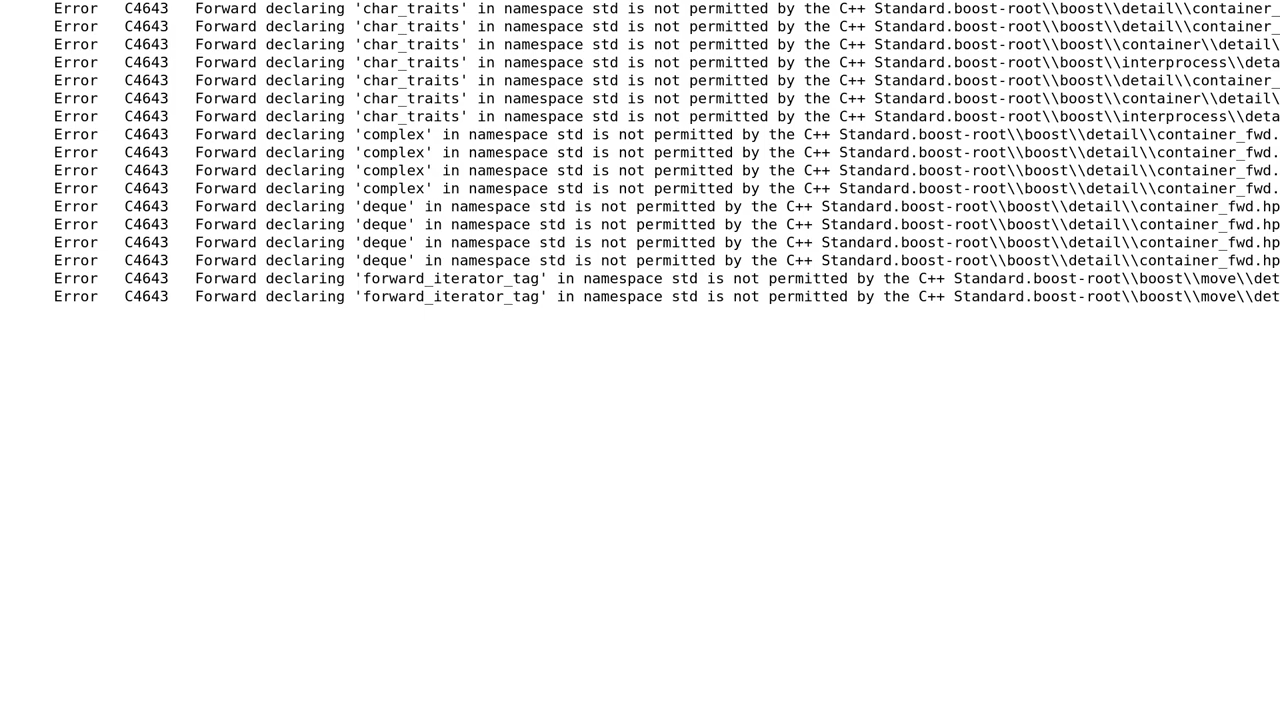 Error   C4643   Forward declaring 'char_traits' in namespace std is not permitted by the C++ Standard.boost-root\\boost\\detail\\container_
Error   C4643   Forward declaring 'char_traits' in namespace std is not permitted by the C++ Standard.boost-root\\boost\\detail\\container_
Error   C4643   Forward declaring 'char_traits' in namespace std is not permitted by the C++ Standard.boost-root\\boost\\container\\detail\
Error   C4643   Forward declaring 'char_traits' in namespace std is not permitted by the C++ Standard.boost-root\\boost\\interprocess\\deta
Error   C4643   Forward declaring 'char_traits' in namespace std is not permitted by the C++ Standard.boost-root\\boost\\detail\\container_
Error   C4643   Forward declaring 'char_traits' in namespace std is not permitted by the C++ Standard.boost-root\\boost\\container\\detail\
Error   C4643   Forward declaring 'char_traits' in namespace std is not permitted by the C++ Standard.boost-root\\boost\\interprocess\\deta
Error   C4643   Forward declaring 'complex' in namespace std is not permitted by the C++ Standard.boost-root\\boost\\detail\\container_fwd.
Error   C4643   Forward declaring 'complex' in namespace std is not permitted by the C++ Standard.boost-root\\boost\\detail\\container_fwd.
Error   C4643   Forward declaring 'complex' in namespace std is not permitted by the C++ Standard.boost-root\\boost\\detail\\container_fwd.
Error   C4643   Forward declaring 'complex' in namespace std is not permitted by the C++ Standard.boost-root\\boost\\detail\\container_fwd.
Error   C4643   Forward declaring 'deque' in namespace std is not permitted by the C++ Standard.boost-root\\boost\\detail\\container_fwd.hp
Error   C4643   Forward declaring 'deque' in namespace std is not permitted by the C++ Standard.boost-root\\boost\\detail\\container_fwd.hp
Error   C4643   Forward declaring 'deque' in namespace std is not permitted by the C++ Standard.boost-root\\boost\\detail\\container_fwd.hp
Error   C4643   Forward declaring 'deque' in namespace std is not permitted by the C++ Standard.boost-root\\boost\\detail\\container_fwd.hp
Error   C4643   Forward declaring 'forward_iterator_tag' in namespace std is not permitted by the C++ Standard.boost-root\\boost\\move\\det
Error   C4643   Forward declaring 'forward_iterator_tag' in namespace std is not permitted by the C++ Standard.boost-root\\boost\\move\\det